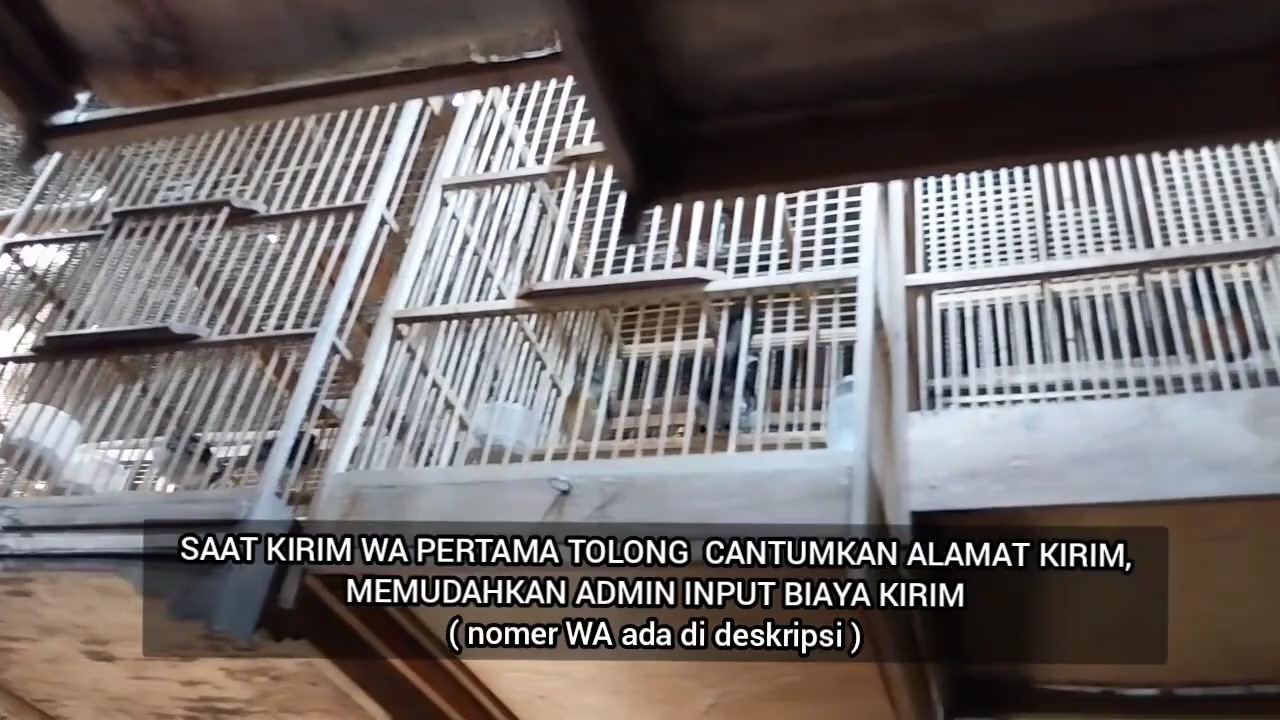 SAAT KIRIM WA PERTAMA TOLONG CANTUMKAN ALAMAT KIRIM,
MEMUDAHKAN ADMIN INPUT BIAYA KIRIM
( nomer WA ada di deskripsi )